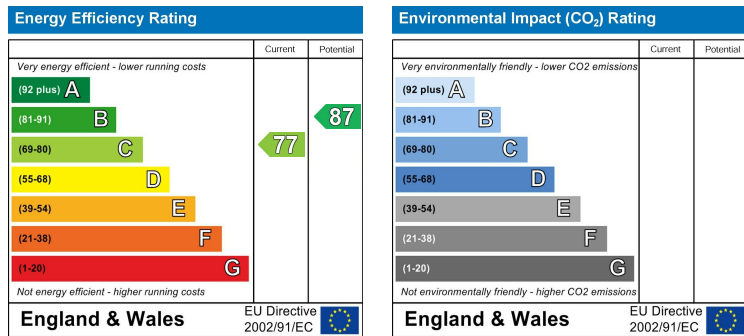 Energy Efficiency Rating
Current Potential
Very energy efficient - lower running costs
(92 plus) A
(81-91) B
87
(69-80) C
77
(55-68) D
(39-54) E
(21-38) F
(1-20) G
Not energy efficient - higher running costs
England & Wales
EU Directive
2002/91/EC
Environmental Impact (CO₂) Rating
Current Potential
Very environmentally friendly - lower CO2 emissions
(92 plus) A
(81-91) B
(69-80) C
(55-68) D
(39-54) E
(21-38) F
(1-20) G
Not environmentally friendly - higher CO2 emissions
England & Wales
EU Directive
2002/91/EC